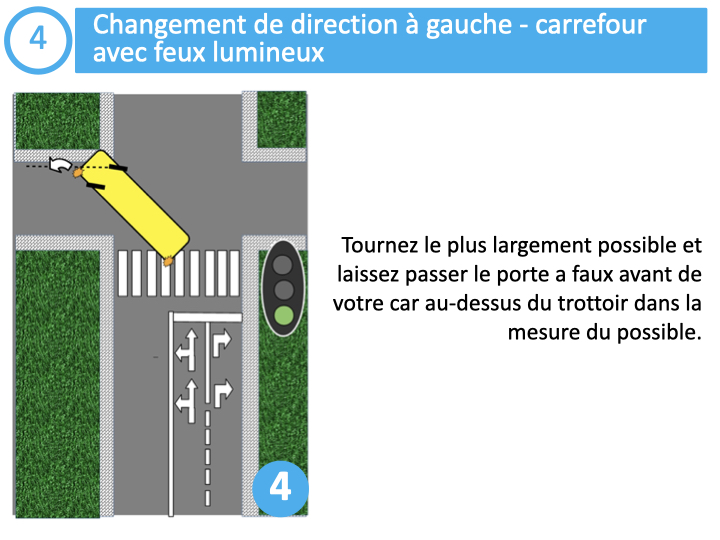 4
Changement de direction à gauche - carrefour
avec feux lumineux
Tournez le plus largement possible et
laissez passer le porte a faux avant de
votre car au-dessus du trottoir dans la
mesure du possible.
4